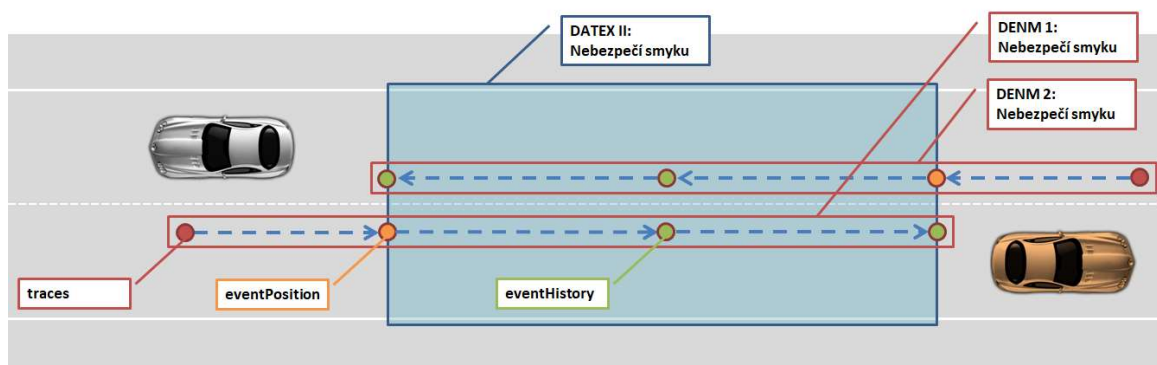 DATEX II:
Nebezpečí smyku
DENM 1:
Nebezpečí smyku
DENM 2:
Nebezpečí smyku
traces
eventPosition
eventHistory